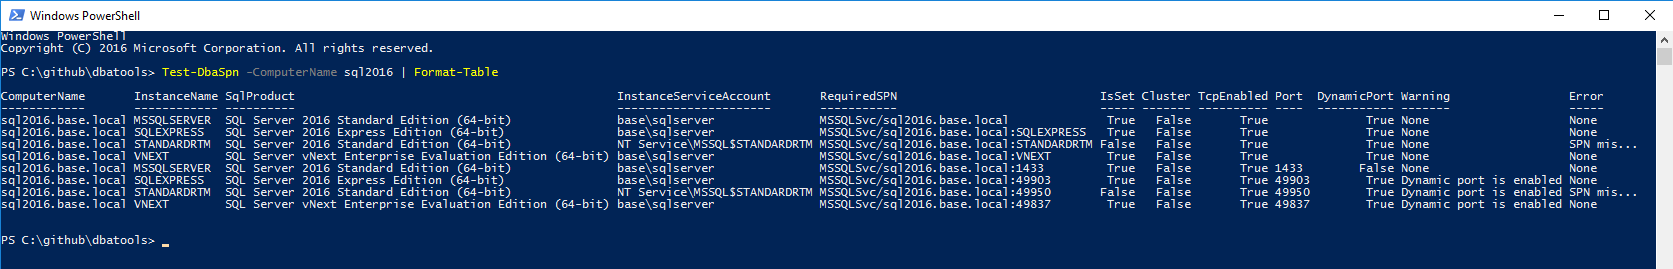 Windows PowerShell
Windows PowerShell
Copyright (C) 2016 Microsoft Corporation. All rights reserved.
PS C:\github\dbatools> Test-DbaSpn -ComputerName sql2016 | Format-Table
ComputerName InstanceName SqlProduct InstanceServiceAccount RequiredSPN IsSet Cluster TcpEnabled Port DynamicPort Warning Error
------------ ------------ ---------- ---------------------- ----------- ----- ------- ---------- ---- ----------- ------- -----
sql2016.base.local MSSQLSERVER SQL Server 2016 Standard Edition (64-bit) base\sqlserver MSSQLSvc/sql2016.base.local True False True True None None
sql2016.base.local SQLEXPRESS SQL Server 2016 Express Edition (64-bit) base\sqlserver MSSQLSvc/sql2016.base.local:SQLEXPRESS True False True True None None
sql2016.base.local STANDARDRTM SQL Server 2016 Standard Edition (64-bit) NT Service\MSSQL$STANDARDRTM MSSQLSvc/sql2016.base.local:STANDARDRTM False False True True None SPN mis...
sql2016.base.local VNEXT SQL Server vNext Enterprise Evaluation Edition (64-bit) base\sqlserver MSSQLSvc/sql2016.base.local:VNEXT True False True True None None
sql2016.base.local MSSQLSERVER SQL Server 2016 Standard Edition (64-bit) base\sqlserver MSSQLSvc/sql2016.base.local:1433 True False True 1433 False None None
sql2016.base.local SQLEXPRESS SQL Server 2016 Express Edition (64-bit) base\sqlserver MSSQLSvc/sql2016.base.local:49903 True False True 49903 True Dynamic port is enabled None
sql2016.base.local STANDARDRTM SQL Server 2016 Standard Edition (64-bit) NT Service\MSSQL$STANDARDRTM MSSQLSvc/sql2016.base.local:49950 False False True 49950 True Dynamic port is enabled SPN mis...
sql2016.base.local VNEXT SQL Server vNext Enterprise Evaluation Edition (64-bit) base\sqlserver MSSQLSvc/sql2016.base.local:49837 True False True 49837 True Dynamic port is enabled None
PS C:\github\dbatools> _